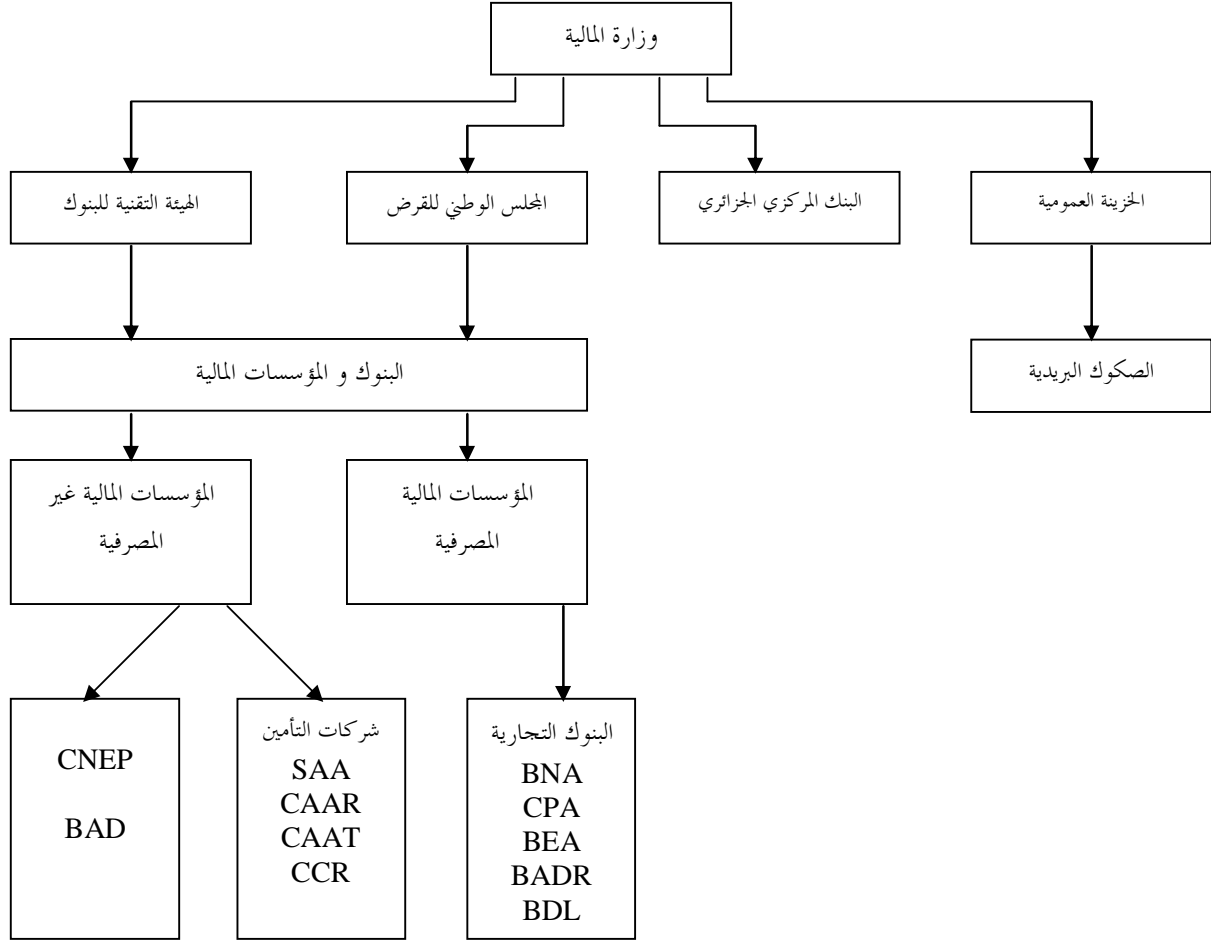 وزارة المالية
الخزينة العمومية
البنك المركزي الجزائري
المجلس الوطني للقرض
الهيئة التقنية للبنوك
الصكوك البريدية
البنوك و المؤسسات المالية
المؤسسات المالية
المصرفية
المؤسسات المالية غير
المصرفية
البنوك التجارية
BNA
CPA
BEA
BADR
BDL
شركات التأمين
SAA
CAAR
CAAT
CCR
CNEP
BAD